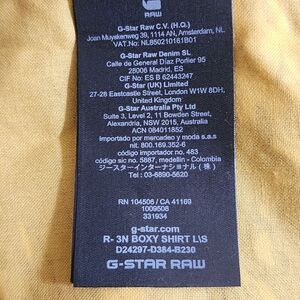 RAW
G-Star Raw C.V. (H.Q.)
Joan Muyskenweg 39, 1114 AN, Amsterdam, NL
VAT.No: NL850210161B01
G-Star Raw Denim SL
Calle de General Díaz Porlier 95
28006 Madrid, ES
CIF No: ES B 62443247
G-Star (UK) Limited
27-28 Eastcastle Street, London W1W 8DH,
United Kingdom
G-Star Australia Pty Ltd
Suite 3, Level 2, 11 Bowden Street,
Alexandria, NSW 2015, Australia
ACN 084011852
Importado por mercadeo y moda s.a.s
nit. 800.169.352-6
código importador no. 483
código sic no. 5667, medellin - Colombia
ジースターインターナショナル (株)
Tel : 03-6890-5620
RN 104506 / CA 41169
1009508
331934
g-star.com
R- 3N BOXY SHIRT L\S
D24297-D384-B230
G-STAR RAW